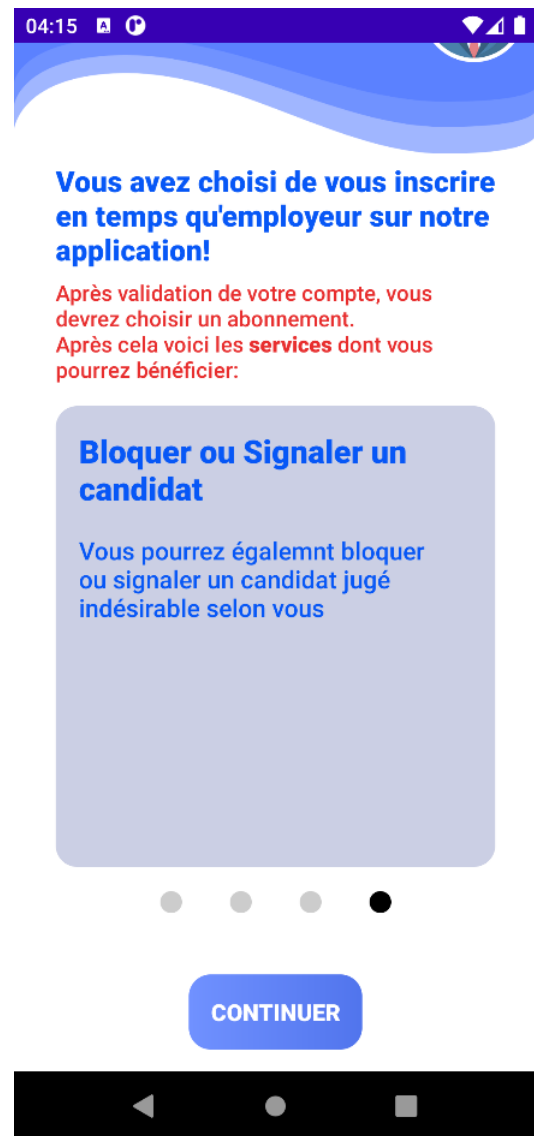 04:15
Vous avez choisi de vous inscrire
en temps qu'employeur sur notre
application!
Après validation de votre compte, vous
devrez choisir un abonnement.
Après cela voici les services dont vous
pourrez bénéficier:
Bloquer ou Signaler un
candidat
Vous pourrez égalemnt bloquer
ou signaler un candidat jugé
indésirable selon vous
CONTINUER